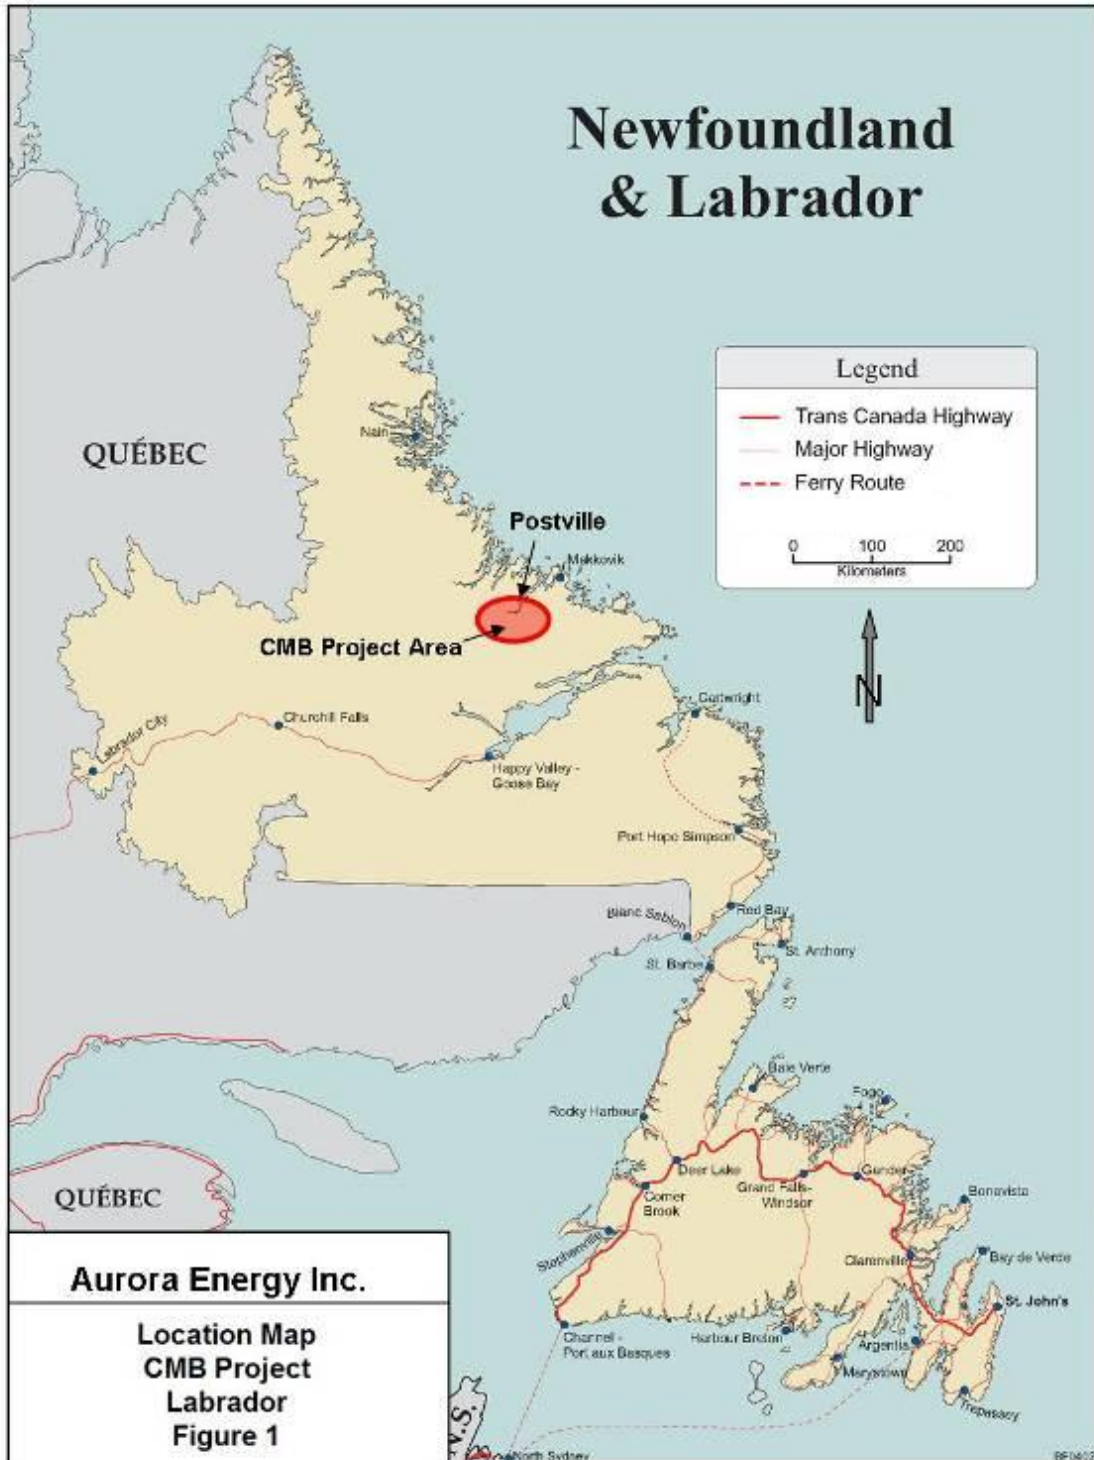 Newfoundland
& Labrador
Legend
Trans Canada Highway
Major Highway
Ferry Route
0 100 200
Kilometers
N
QUÉBEC
Nain
Postville
Makkovik
CMB Project Area
Cartwright
Labrador City
Churchill Falls
Happy Valley -
Goose Bay
Port Hope Simpson
Blanc Sablon
Red Bay
St. Barbe
St. Anthony
Baie Verte
Fogo
Rocky Harbour
Deer Lake
Grand Falls-
Windsor
Gander
Corner
Brook
Bonavista
QUÉBEC
Stephenville
Clarenville
Bay de Verde
St. John's
Channel -
Port aux Basques
Harbour Breton
Argentia
Marystown
Trepassey
N.S.
North Sydney
Aurora Energy Inc.
Location Map
CMB Project
Labrador
Figure 1